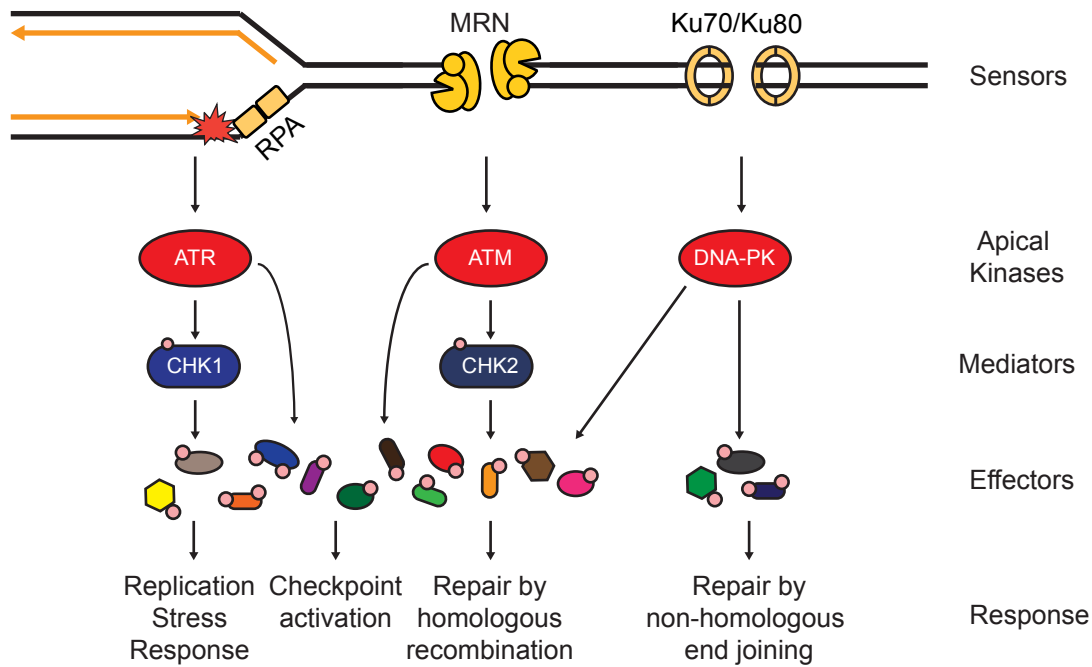 MRN
Ku70/Ku80
Sensors
RPA
ATR
ATM
DNA-PK
Apical
Kinases
CHK1
CHK2
Mediators
Effectors
Replication
Stress
Response
Checkpoint
activation
Repair by
homologous
recombination
Repair by
non-homologous
end joining
Response